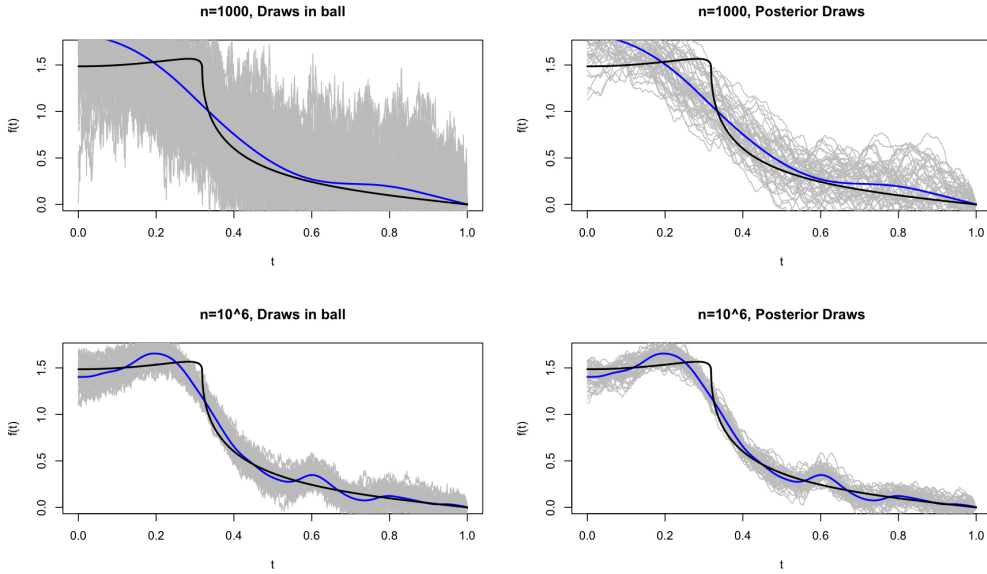 n=1000, Draws in ball
f(t)
0.0 0.5 1.0 1.5
0.0 0.2 0.4 0.6 0.8 1.0
t
n=1000, Posterior Draws
f(t)
0.0 0.5 1.0 1.5
0.0 0.2 0.4 0.6 0.8 1.0
t
n=10^6, Draws in ball
f(t)
0.0 0.5 1.0 1.5
0.0 0.2 0.4 0.6 0.8 1.0
t
n=10^6, Posterior Draws
f(t)
0.0 0.5 1.0 1.5
0.0 0.2 0.4 0.6 0.8 1.0
t